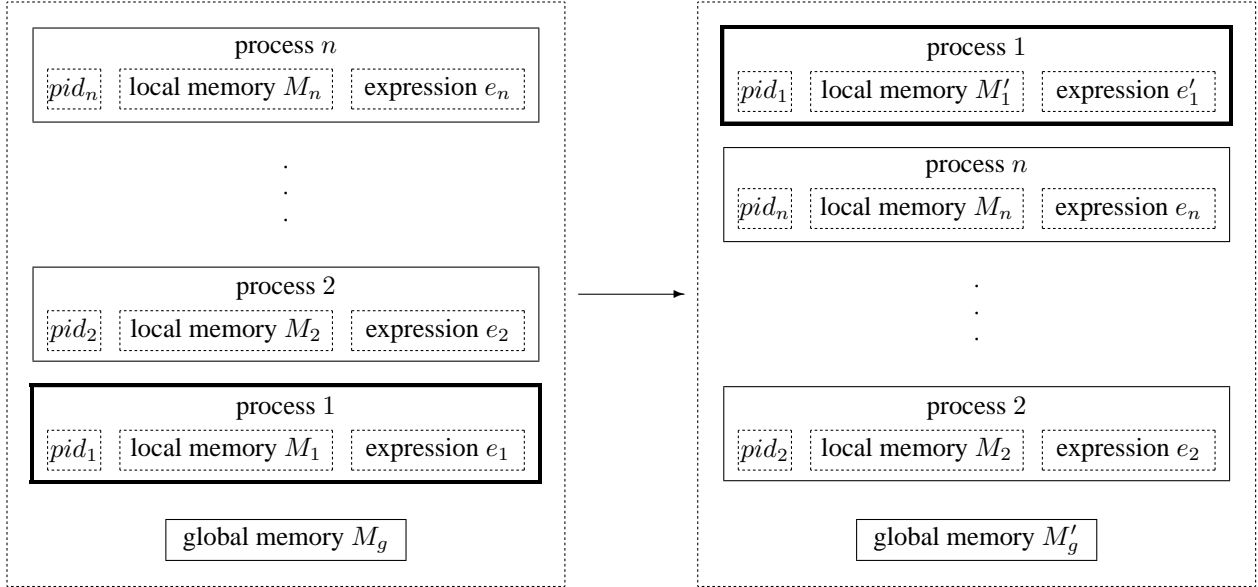 process n
pid_n local memory M_n expression e_n
.
.
.
process 2
pid_2 local memory M_2 expression e_2
process 1
pid_1 local memory M_1 expression e_1
global memory M_g
process 1
pid_1 local memory M'_1 expression e'_1
process n
pid_n local memory M_n expression e_n
.
.
.
process 2
pid_2 local memory M_2 expression e_2
global memory M'_g